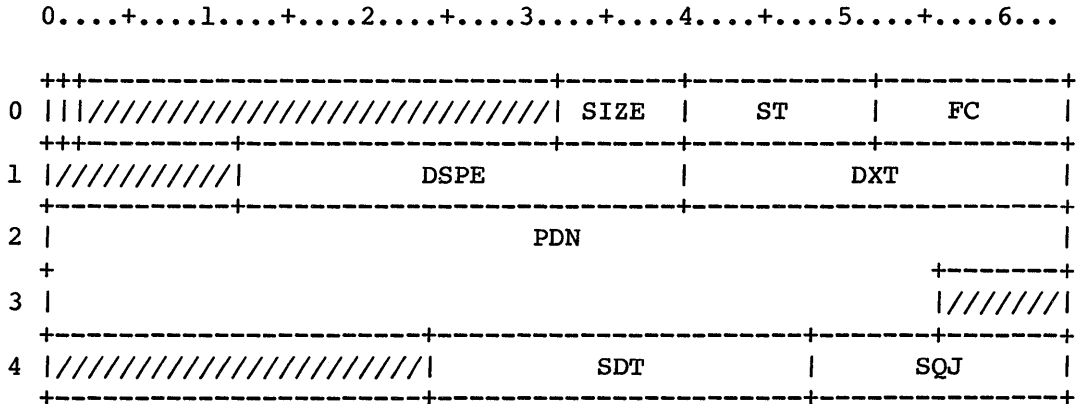 0....+....1....+....2....+....3....+....4....+....5....+....6...
+++-----------------------------+-------+-----------+-----------+
0 |||/////////////////////////////| SIZE | ST | FC |
+++---------+-------------------+-------+-----------+-----------+
1 |///////////| DSPE | DXT |
+-----------+---------------------------+-----------------------+
2 | PDN |
+ +-------+
3 | |///////|
+-----------------------+-----------------------+-------+-------+
4 |///////////////////////| SDT | SQJ |
+-----------------------+-----------------------+---------------+